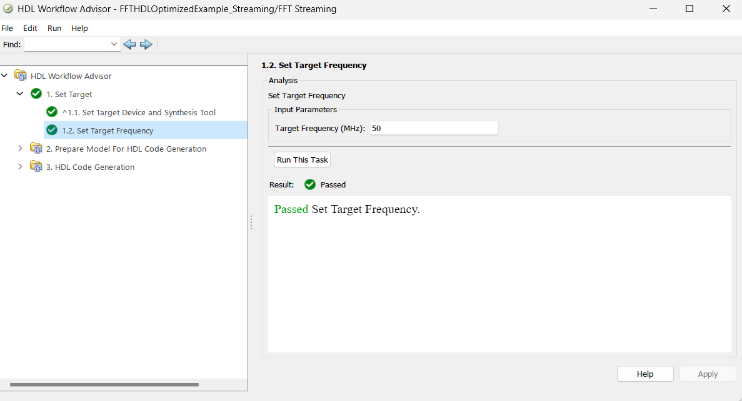 HDL Workflow Advisor - FFTHDLOptimizedExample_Streaming/FFT Streaming
File Edit Run Help
Find:
HDL Workflow Advisor
1. Set Target
^1.1. Set Target Device and Synthesis Tool
1.2. Set Target Frequency
2. Prepare Model For HDL Code Generation
3. HDL Code Generation
1.2. Set Target Frequency
Analysis
Set Target Frequency
Input Parameters
Target Frequency (MHz): 50
Run This Task
Result: Passed
Passed Set Target Frequency.
Help Apply